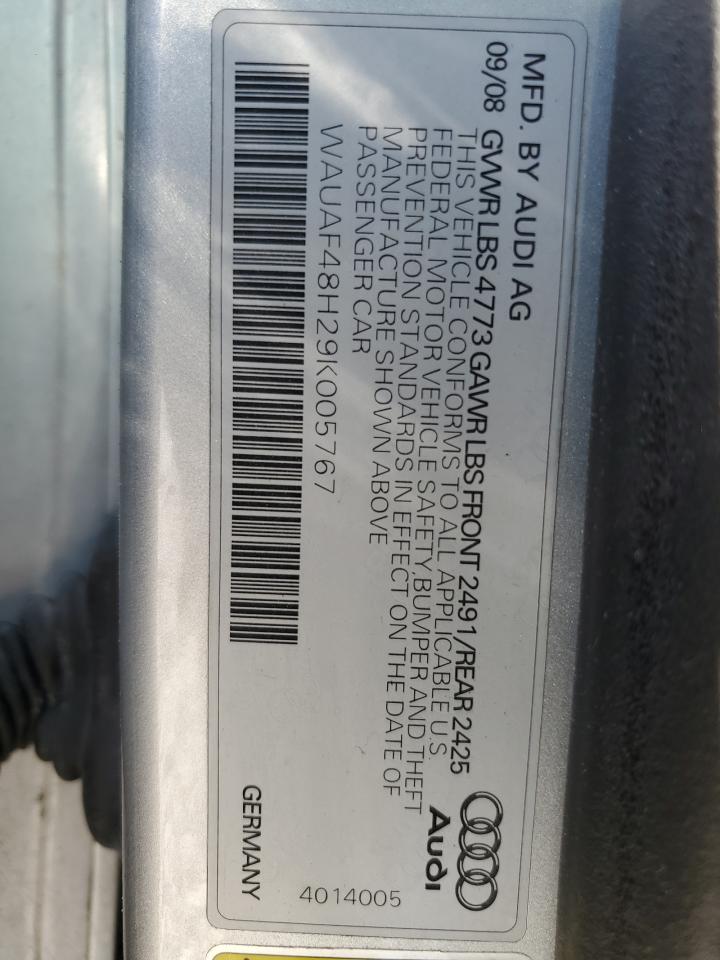 MFD. BY AUDI AG
09/08 GVWR LBS 4773 GAWR LBS FRONT 2491/REAR 2425
THIS VEHICLE CONFORMS TO ALL APPLICABLE U.S.
FEDERAL MOTOR VEHICLE SAFETY,BUMPER AND THEFT
PREVENTION STANDARDS IN EFFECT ON THE DATE OF
MANUFACTURE SHOWN ABOVE
PASSENGER CAR
WAUAF48H29K005767
Audi
4014005
GERMANY